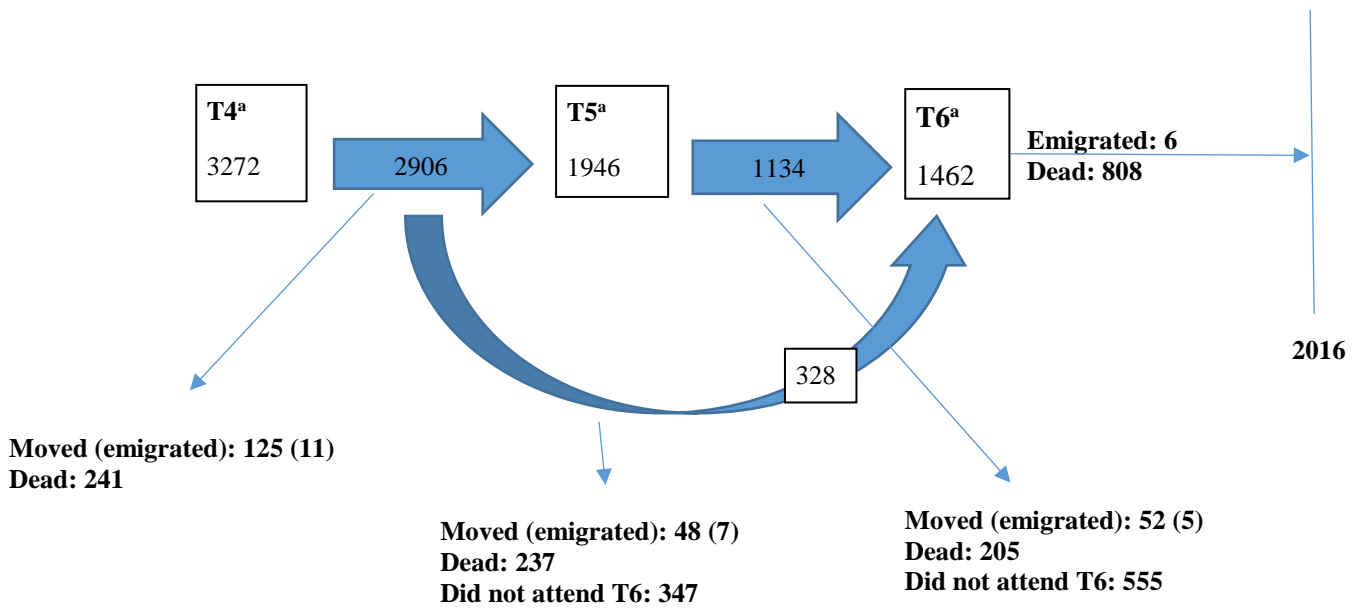 T4ᵃ
3272
2906
T5ᵃ
1946
1134
T6ᵃ
1462
Emigrated: 6
Dead: 808
2016
328
Moved (emigrated): 125 (11)
Dead: 241
Moved (emigrated): 48 (7)
Dead: 237
Did not attend T6: 347
Moved (emigrated): 52 (5)
Dead: 205
Did not attend T6: 555